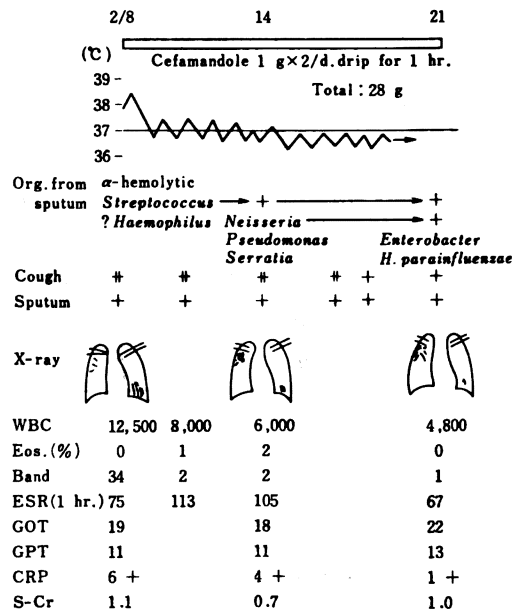 2/8 14 21
Cefamandole 1 g×2/d. drip for 1 hr.
(℃)
39
Total : 28 g
38
37
36
Org. from α-hemolytic
sputum Streptococcus → + → +
? Haemophilus Neisseria → +
Pseudomonas Enterobacter
Serratia H. parainfluenzae
Cough ⧺ ⧺ ⧺ ⧺ + +
Sputum + + + + + +
X-ray
WBC 12,500 8,000 6,000 4,800
Eos. (%) 0 1 2 0
Band 34 2 2 1
ESR(1 hr.) 75 113 105 67
GOT 19 18 22
GPT 11 11 13
CRP 6 + 4 + 1 +
S-Cr 1.1 0.7 1.0